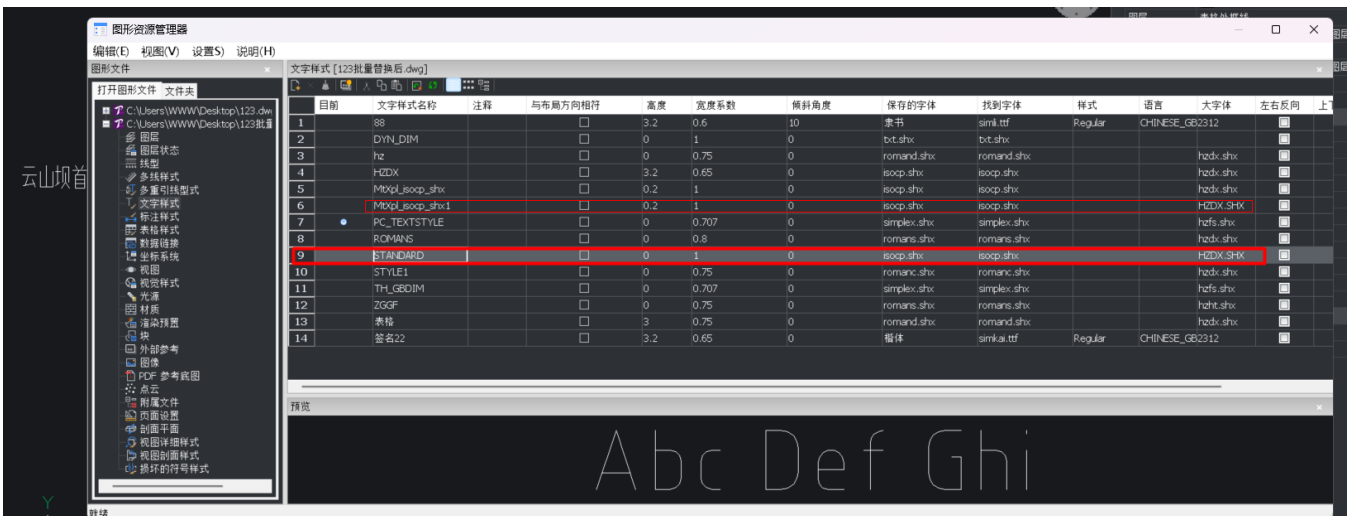 图形资源管理器
编辑(E) 视图(V) 设置S) 说明(H)
图形文件
打开图形文件 文件夹
C:\Users\WWW\Desktop\123.dw
C:\Users\WWW\Desktop\123批量
图层
图层状态
线型
多线样式
多重引线型式
文字样式
标注样式
表格样式
数据链接
坐标系统
视图
视觉样式
光源
材质
渲染预置
块
外部参考
图像
PDF 参考底图
点云
附属文件
页面设置
剖面平面
视图详细样式
视图剖面样式
损坏的符号样式
就绪
云山坝首
Y
文字样式 [123批量替换后.dwg]
目前 文字样式名称 注释 与布局方向相符 高度 宽度系数 倾斜角度 保存的字体 找到字体 样式 语言 大字体 左右反向 上下
1 88 3.2 0.6 10 隶书 simli.ttf Regular CHINESE_GB2312
2 DYN_DIM 0 1 0 txt.shx txt.shx
3 hz 0 0.75 0 romand.shx romand.shx hzdx.shx
4 HZDX 3.2 0.65 0 isocp.shx isocp.shx hzdx.shx
5 MtXpl_isocp_shx 0.2 1 0 isocp.shx isocp.shx hzdx.shx
6 MtXpl_isocp_shx1 0.2 1 0 isocp.shx isocp.shx HZDX.SHX
7 PC_TEXTSTYLE 0 0.707 0 simplex.shx simplex.shx hzfs.shx
8 ROMANS 0 0.8 0 romans.shx romans.shx hzdx.shx
9 STANDARD 0 1 0 isocp.shx isocp.shx HZDX.SHX
10 STYLE1 0 0.75 0 romanc.shx romanc.shx hzdx.shx
11 TH_GBDIM 0 0.707 0 simplex.shx simplex.shx hzfs.shx
12 ZGGF 0 0.75 0 romans.shx romans.shx hzht.shx
13 表格 3 0.75 0 romand.shx romand.shx hzdx.shx
14 签名22 3.2 0.65 0 楷体 simkai.ttf Regular CHINESE_GB2312
预览
Abc Def Ghi